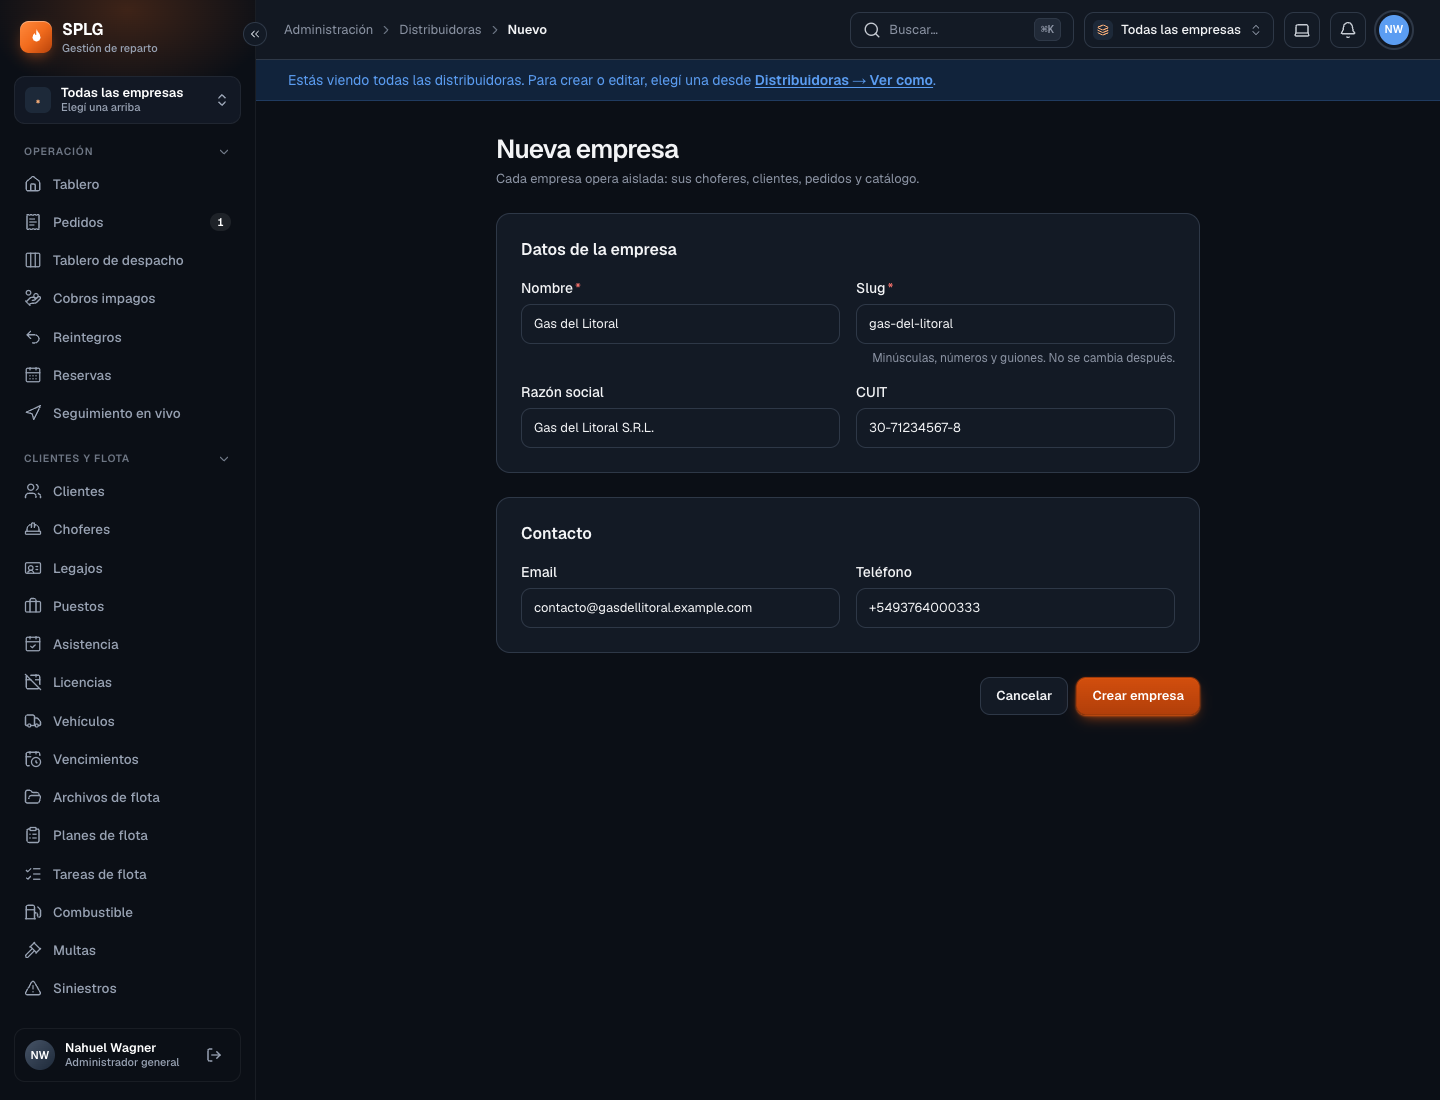 SPLG
Gestión de reparto
Todas las empresas
Elegí una arriba
OPERACIÓN
Tablero
Pedidos 1
Tablero de despacho
Cobros impagos
Reintegros
Reservas
Seguimiento en vivo
CLIENTES Y FLOTA
Clientes
Choferes
Legajos
Puestos
Asistencia
Licencias
Vehículos
Vencimientos
Archivos de flota
Planes de flota
Tareas de flota
Combustible
Multas
Siniestros
NW
Nahuel Wagner
Administrador general
Administración Distribuidoras Nuevo
Buscar... ⌘K
Todas las empresas
NW
Estás viendo todas las distribuidoras. Para crear o editar, elegí una desde Distribuidoras → Ver como.
Nueva empresa
Cada empresa opera aislada: sus choferes, clientes, pedidos y catálogo.
Datos de la empresa
Nombre* Slug*
Gas del Litoral gas-del-litoral
Minúsculas, números y guiones. No se cambia después.
Razón social CUIT
Gas del Litoral S.R.L. 30-71234567-8
Contacto
Email Teléfono
contacto@gasdellitoral.example.com +5493764000333
Cancelar Crear empresa